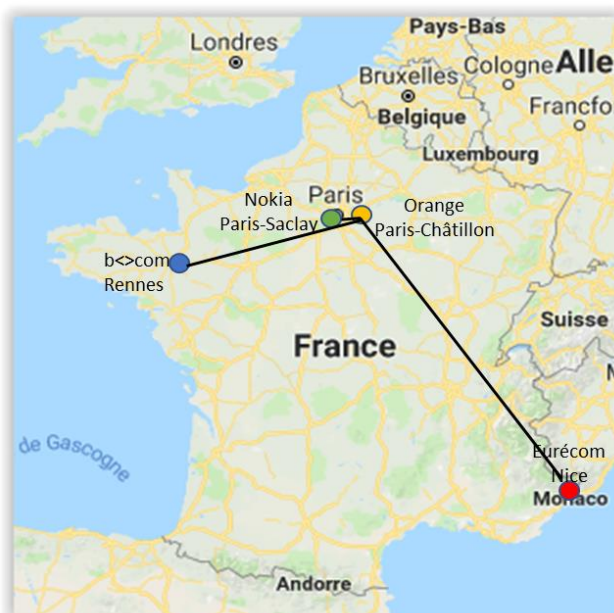 Pays-Bas
Londres
Cologne
Alle
Bruxelles
Francfo
Belgique
Luxembourg
Nokia
Paris
Orange
Paris-Saclay
Paris-Châtillon
b<>com
Rennes
Suisse
France
M
de Gascogne
Eurécom
Nice
Monaco
Andorre